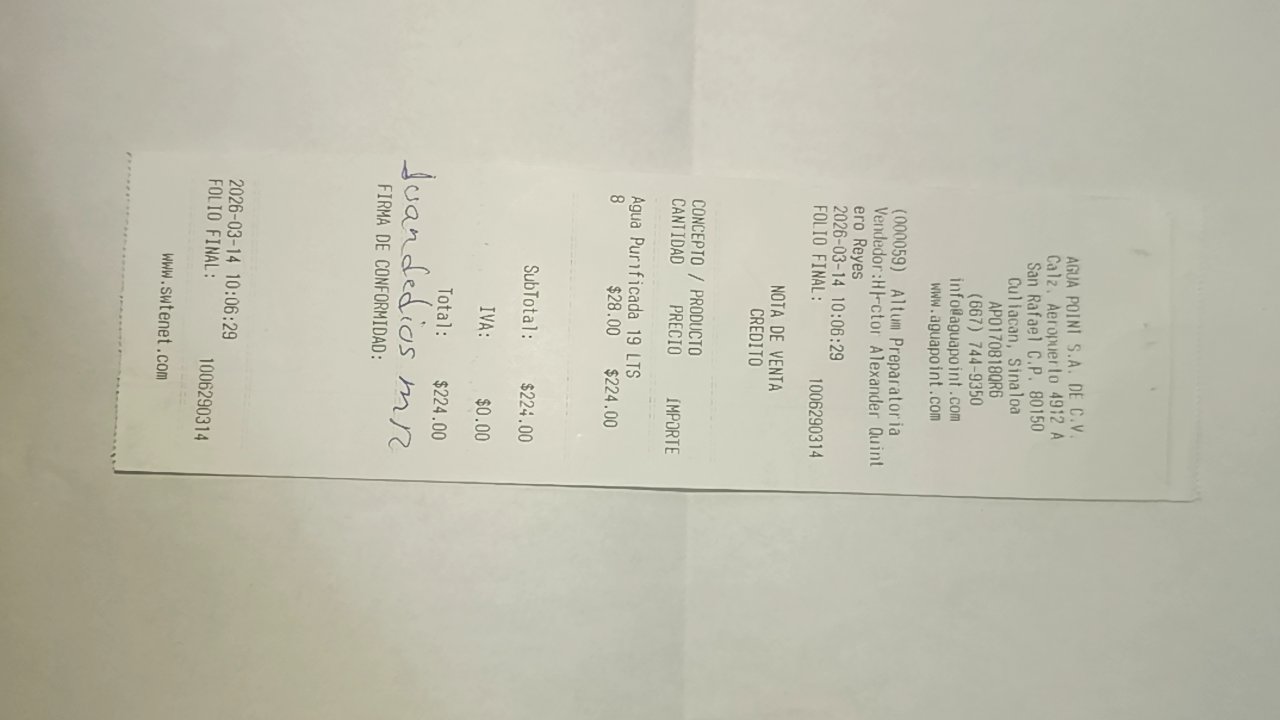 AGUA POINT S.A. DE C.V.
Calz. Aeropuerto 4912 A
San Rafael C.P. 80150
Culiacan, Sinaloa
APO170818QR6
(667) 744-9350
info@aguapoint.com
www.aguapoint.com
(000059) Altum Preparatoria
Vendedor:H├ctor Alexander Quint
ero Reyes
2026-03-14 10:06:29
FOLIO FINAL: 1006290314
NOTA DE VENTA
CREDITO
CONCEPTO / PRODUCTO
CANTIDAD PRECIO IMPORTE
Agua Purificada 19 LTS
8 $28.00 $224.00
SubTotal: $224.00
IVA: $0.00
Total: $224.00
Juandedios mr
FIRMA DE CONFORMIDAD:
2026-03-14 10:06:29
FOLIO FINAL: 1006290314
www.swtenet.com